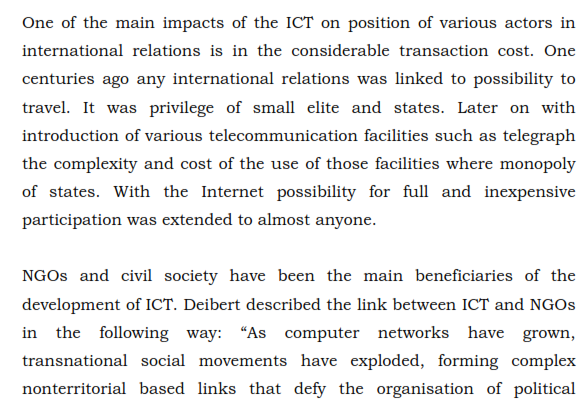 One of the main impacts of the ICT on position of various actors in
international relations is in the considerable transaction cost. One
centuries ago any international relations was linked to possibility to
travel. It was privilege of small elite and states. Later on with
introduction of various telecommunication facilities such as telegraph
the complexity and cost of the use of those facilities where monopoly
of states. With the Internet possibility for full and inexpensive
participation was extended to almost anyone.

NGOs and civil society have been the main beneficiaries of the
development of ICT. Deibert described the link between ICT and NGOs
in the following way: “As computer networks have grown,
transnational social movements have exploded, forming complex
nonterritorial based links that defy the organisation of political